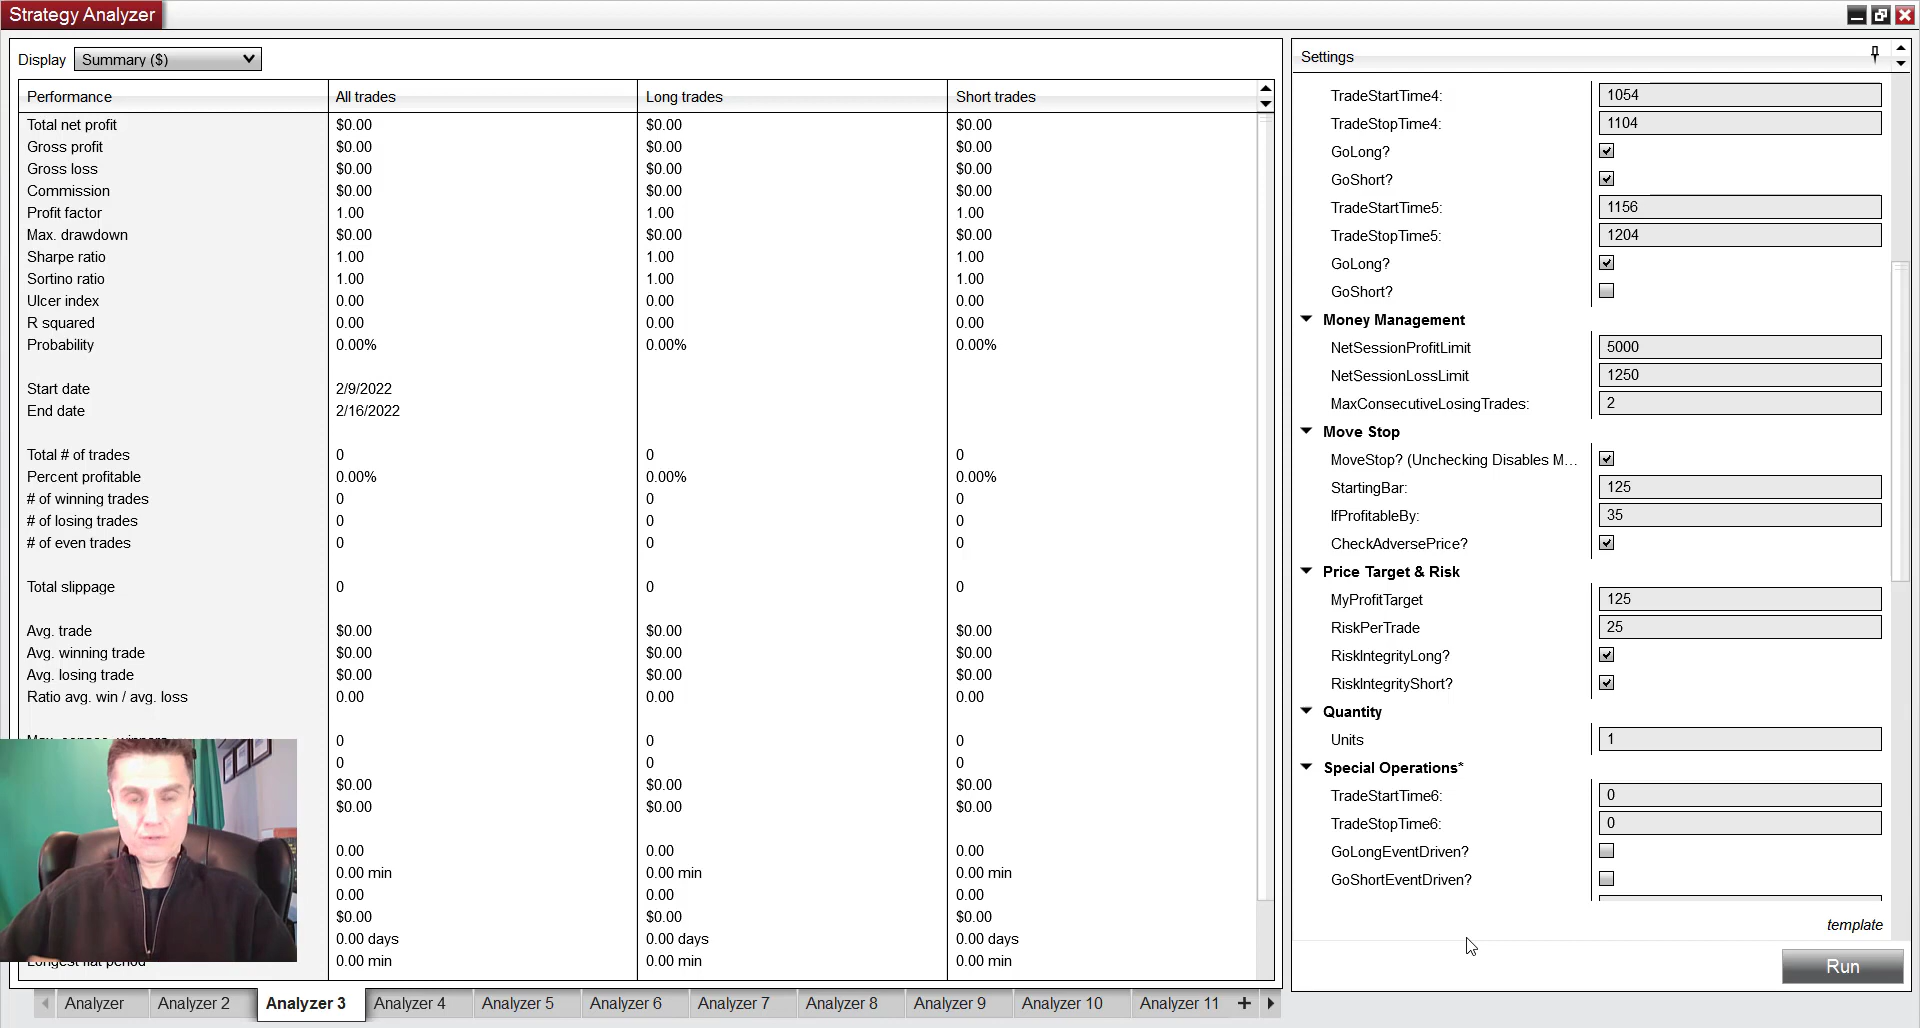 Strategy Analyzer
Display Summary ($)
Performance All trades Long trades Short trades
Total net profit $0.00 $0.00 $0.00
Gross profit $0.00 $0.00 $0.00
Gross loss $0.00 $0.00 $0.00
Commission $0.00 $0.00 $0.00
Profit factor 1.00 1.00 1.00
Max. drawdown $0.00 $0.00 $0.00
Sharpe ratio 1.00 1.00 1.00
Sortino ratio 1.00 1.00 1.00
Ulcer index 0.00 0.00 0.00
R squared 0.00 0.00 0.00
Probability 0.00% 0.00% 0.00%
Start date 2/9/2022
End date 2/16/2022
Total # of trades 0 0 0
Percent profitable 0.00% 0.00% 0.00%
# of winning trades 0 0 0
# of losing trades 0 0 0
# of even trades 0 0 0
Total slippage 0 0 0
Avg. trade $0.00 $0.00 $0.00
Avg. winning trade $0.00 $0.00 $0.00
Avg. losing trade $0.00 $0.00 $0.00
Ratio avg. win / avg. loss 0.00 0.00 0.00
0 0 0
0 0 0
$0.00 $0.00 $0.00
$0.00 $0.00 $0.00
0.00 0.00 0.00
0.00 min 0.00 min 0.00 min
0.00 0.00 0.00
$0.00 $0.00 $0.00
0.00 days 0.00 days 0.00 days
Longest flat period 0.00 min 0.00 min 0.00 min
Analyzer Analyzer 2 Analyzer 3 Analyzer 4 Analyzer 5 Analyzer 6 Analyzer 7 Analyzer 8 Analyzer 9 Analyzer 10 Analyzer 11 +
Settings
TradeStartTime4: 1054
TradeStopTime4: 1104
GoLong?
GoShort?
TradeStartTime5: 1156
TradeStopTime5: 1204
GoLong?
GoShort?
Money Management
NetSessionProfitLimit 5000
NetSessionLossLimit 1250
MaxConsecutiveLosingTrades: 2
Move Stop
MoveStop? (Unchecking Disables M...
StartingBar: 125
IfProfitableBy: 35
CheckAdversePrice?
Price Target & Risk
MyProfitTarget 125
RiskPerTrade 25
RiskIntegrityLong?
RiskIntegrityShort?
Quantity
Units 1
Special Operations*
TradeStartTime6: 0
TradeStopTime6: 0
GoLongEventDriven?
GoShortEventDriven?
template
Run